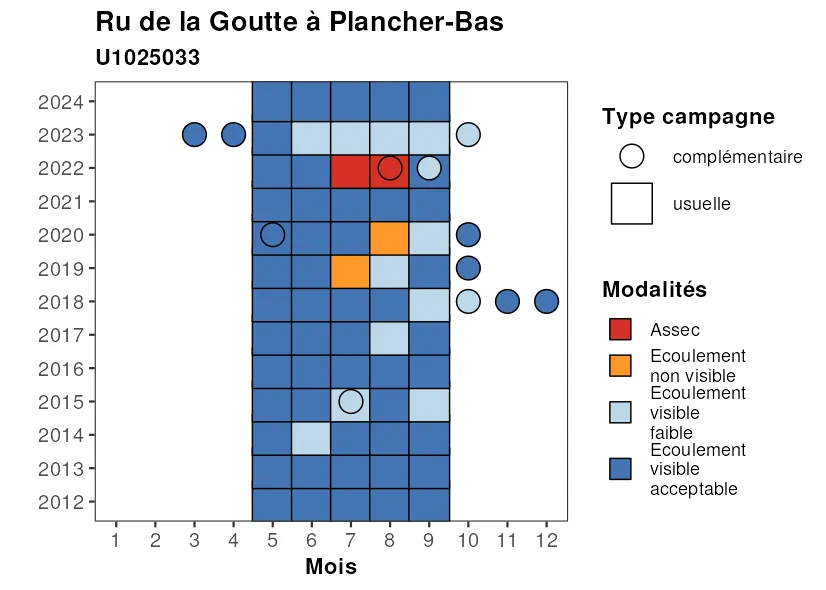 Ru de la Goutte à Plancher-Bas
U1025033
2024
2023
2022
2021
2020
2019
2018
2017
2016
2015
2014
2013
2012
1 2 3 4 5 6 7 8 9 10 11 12
Mois
Type campagne
complémentaire
usuelle
Modalités
Assec
Ecoulement
non visible
Ecoulement
visible
faible
Ecoulement
visible
acceptable